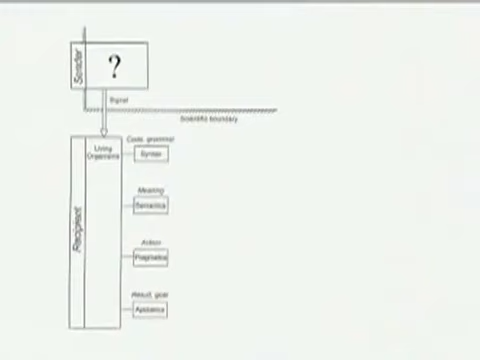 Sender
?
Signal
Scientific boundary
Recipient
Living
Organisms
Code, grammar
Syntax
Meaning
Semantics
Action
Pragmatics
Result, goal
Apobetics